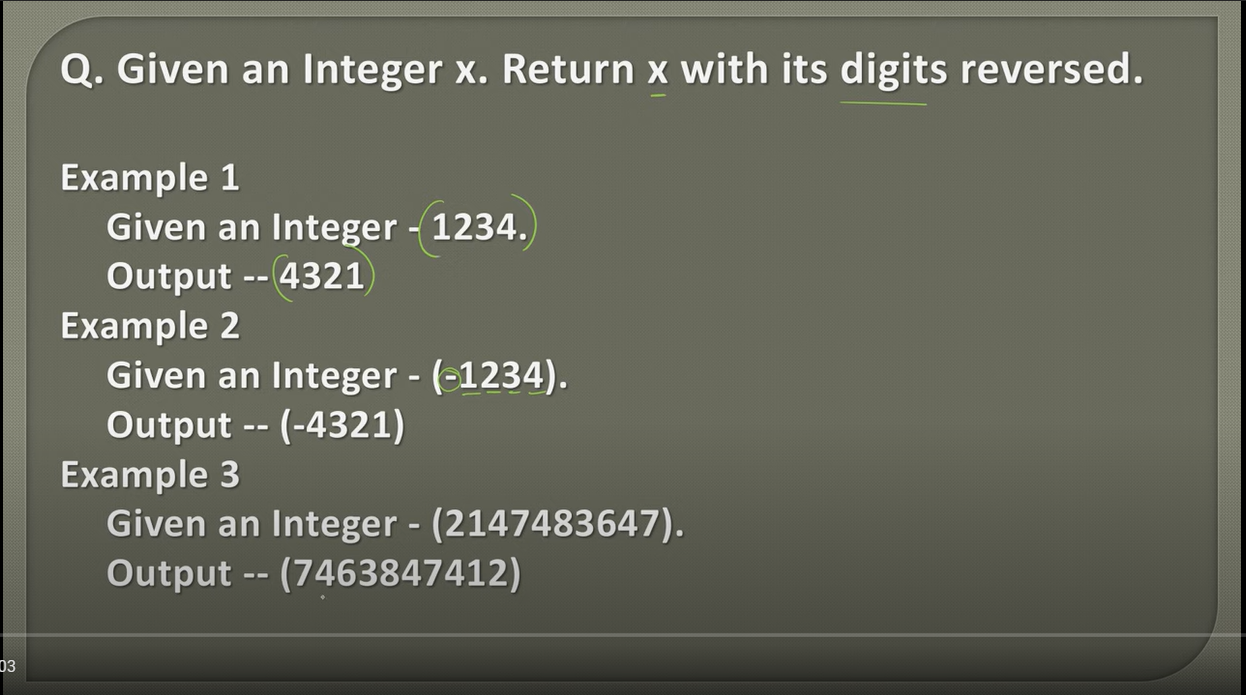 Q. Given an Integer x. Return x with its digits reversed.
Example 1
Given an Integer - 1234.
Output -- 4321
Example 2
Given an Integer - (-1234).
Output -- (-4321)
Example 3
Given an Integer - (2147483647).
Output -- (7463847412)
03